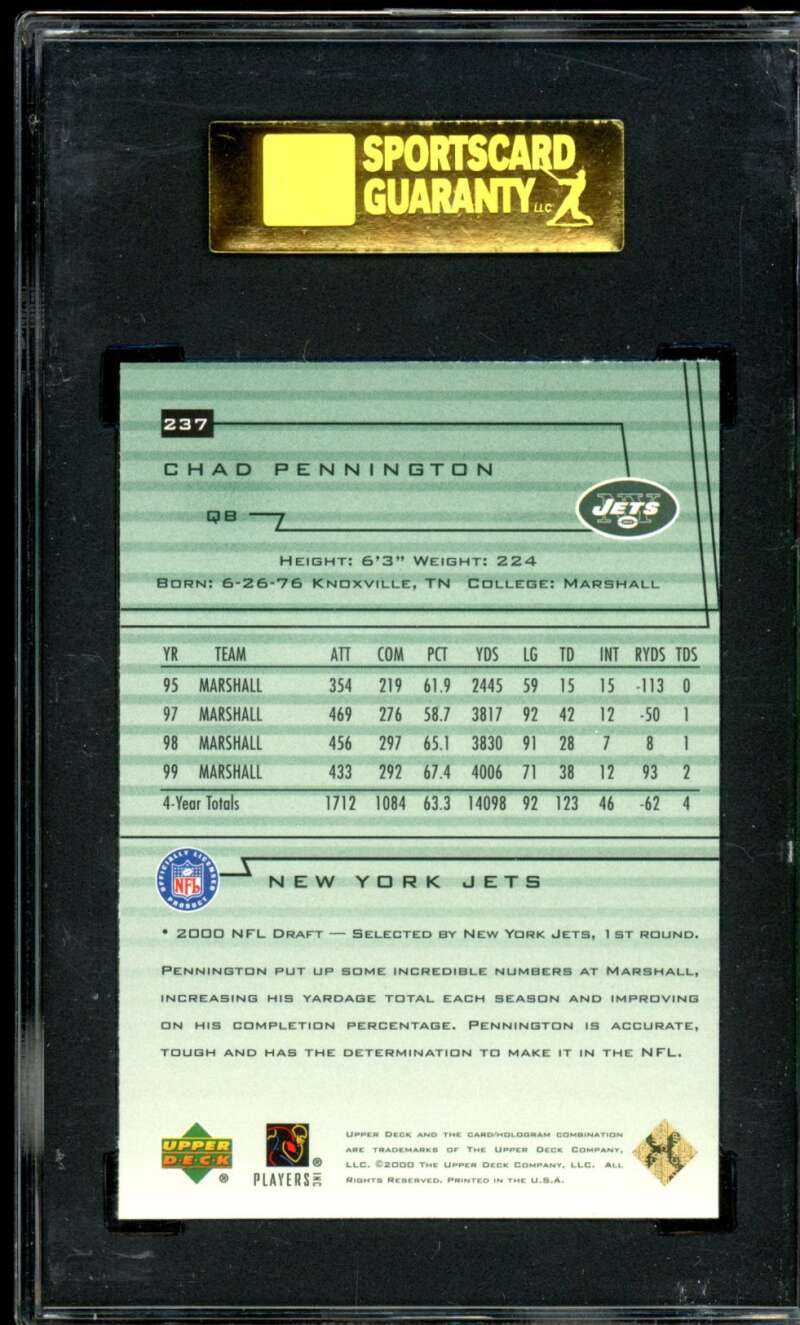 SPORTSCARD
GUARANTY LLC
237
CHAD PENNINGTON
QB
NY
JETS
HEIGHT: 6'3" WEIGHT: 224
BORN: 6-26-76 KNOXVILLE, TN COLLEGE: MARSHALL
YR TEAM ATT COM PCT YDS LG TD INT RYDS TDS
95 MARSHALL 354 219 61.9 2445 59 15 15 -113 0
97 MARSHALL 469 276 58.7 3817 92 42 12 -50 1
98 MARSHALL 456 297 65.1 3830 91 28 7 8 1
99 MARSHALL 433 292 67.4 4006 71 38 12 93 2
4-Year Totals 1712 1084 63.3 14098 92 123 46 -62 4
OFFICIALLY LICENSED
NFL
PRODUCT
NEW YORK JETS
• 2000 NFL DRAFT — SELECTED BY NEW YORK JETS, 1ST ROUND.
PENNINGTON PUT UP SOME INCREDIBLE NUMBERS AT MARSHALL,
INCREASING HIS YARDAGE TOTAL EACH SEASON AND IMPROVING
ON HIS COMPLETION PERCENTAGE. PENNINGTON IS ACCURATE,
TOUGH AND HAS THE DETERMINATION TO MAKE IT IN THE NFL.
UPPER
DECK
®
PLAYERS INC
®
UPPER DECK AND THE CARD/HOLOGRAM COMBINATION
ARE TRADEMARKS OF THE UPPER DECK COMPANY,
LLC. ©2000 THE UPPER DECK COMPANY, LLC. ALL
RIGHTS RESERVED. PRINTED IN THE U.S.A.